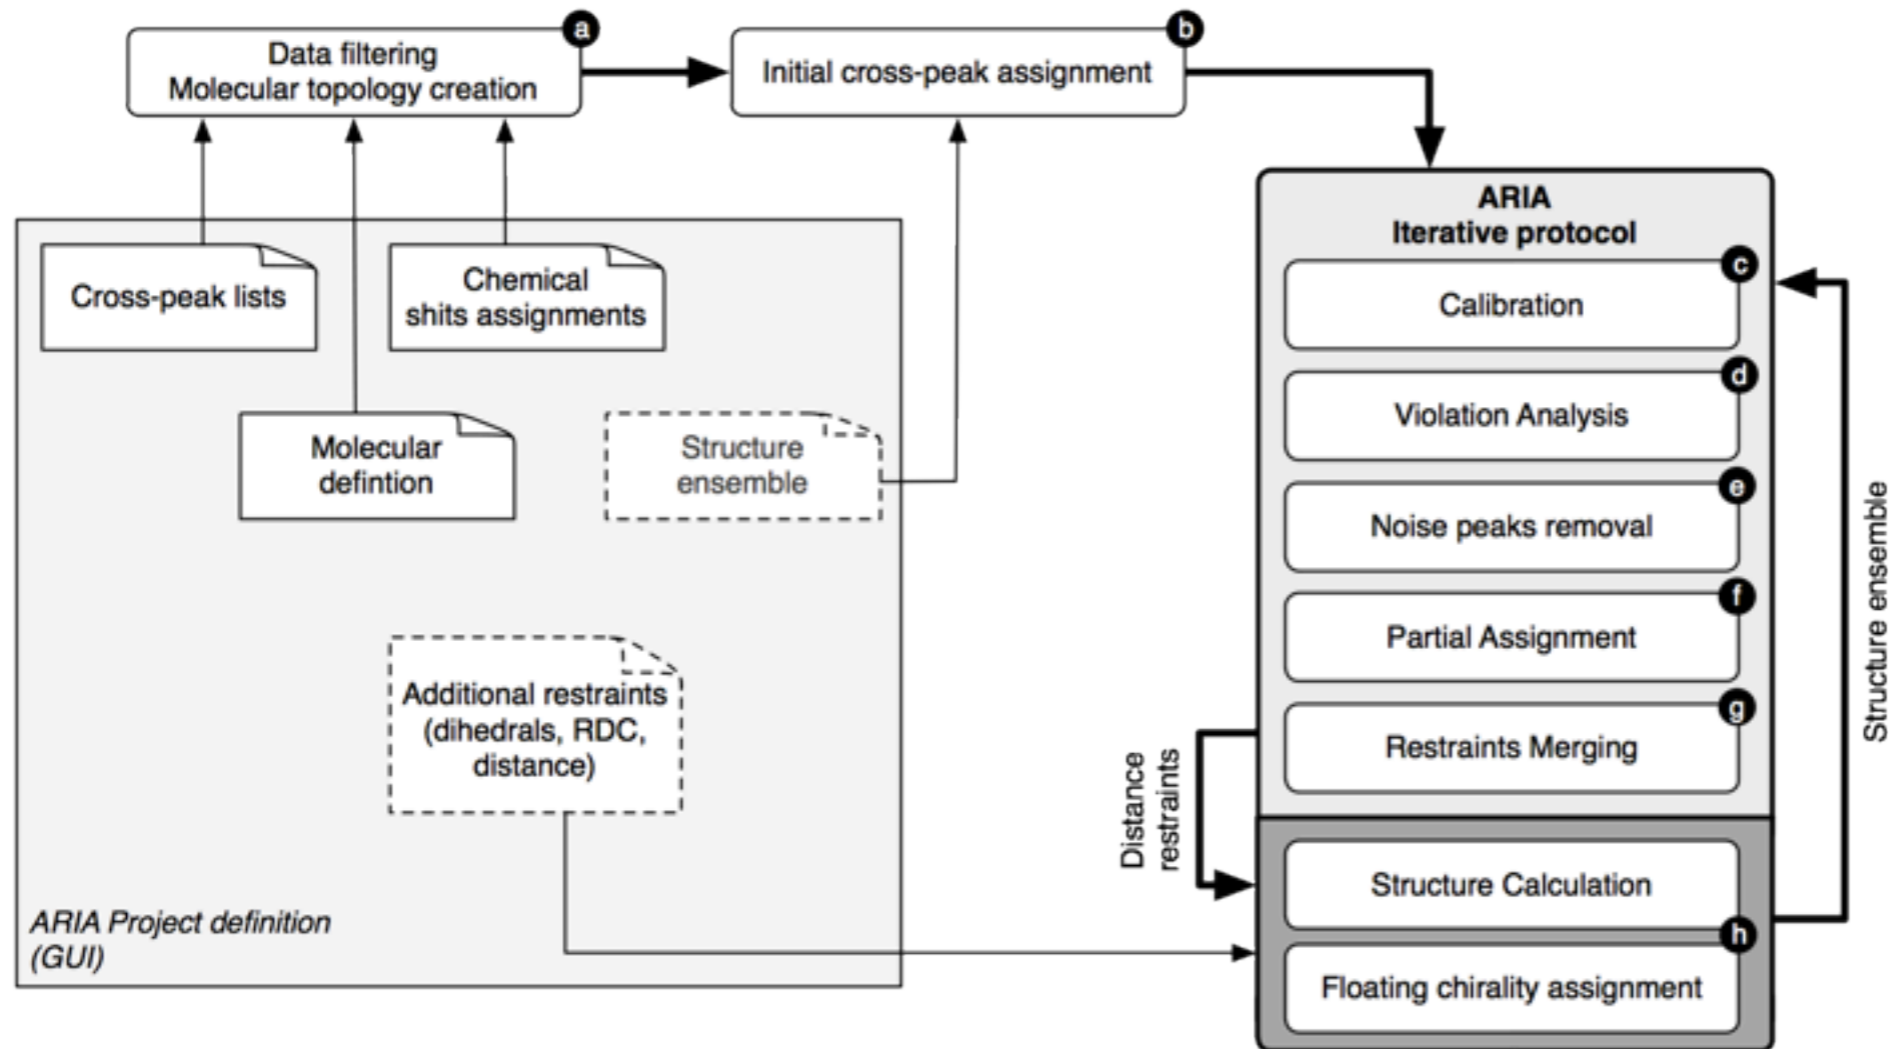 a
Data filtering
Molecular topology creation
b
Initial cross-peak assignment
Cross-peak lists
Chemical
shits assignments
Molecular
defintion
Structure
ensemble
Additional restraints
(dihedrals, RDC,
distance)
ARIA Project definition
(GUI)
ARIA
Iterative protocol
c
Calibration
d
Violation Analysis
e
Noise peaks removal
f
Partial Assignment
g
Restraints Merging
Distance
restraints
Structure Calculation
h
Floating chirality assignment
Structure ensemble